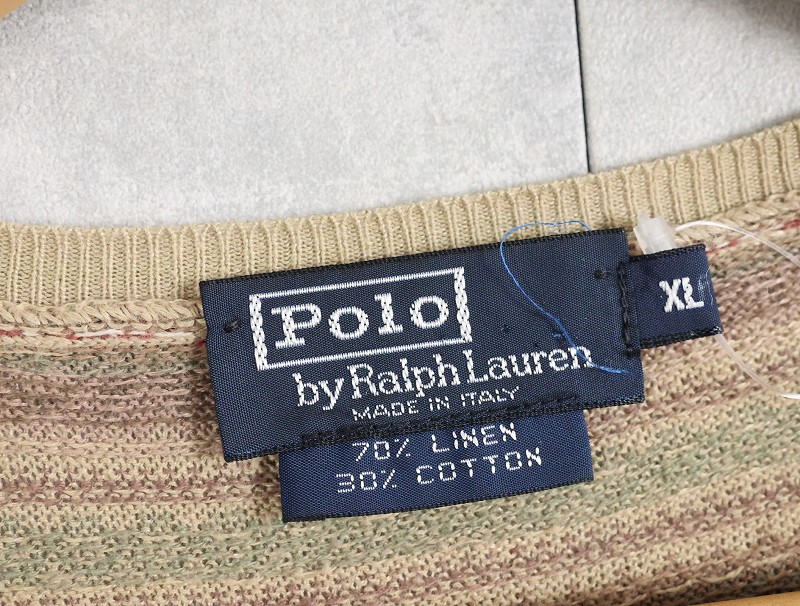 Polo
by Ralph Lauren
MADE IN ITALY
XL
70% LINEN
30% COTTON